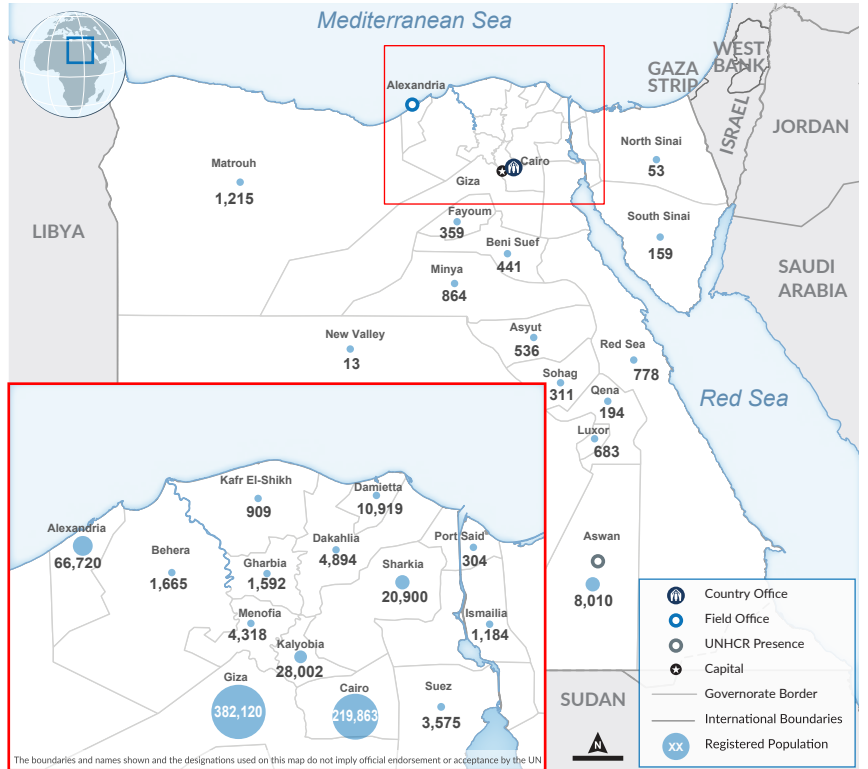 Mediterranean Sea
WEST
BANK
GAZA
STRIP
ISRAEL
JORDAN
Alexandria
North Sinai
53
Cairo
Matrouh
1,215
Giza
Fayoum
359
South Sinai
159
LIBYA
Beni Suef
441
SAUDI
ARABIA
Minya
864
New Valley
13
Asyut
536
Red Sea
778
Sohag
311
Qena
194
Red Sea
Luxor
683
Kafr El-Shikh
909
Damietta
10,919
Alexandria
66,720
Behera
1,665
Dakahlia
4,894
Port Said
304
Gharbia
1,592
Sharkia
20,900
Aswan
8,010
Menofia
4,318
Ismailia
1,184
Kalyobia
28,002
Giza
382,120
Cairo
219,863
Suez
3,575
SUDAN
N
Country Office
Field Office
UNHCR Presence
Capital
Governorate Border
International Boundaries
XX Registered Population
The boundaries and names shown and the designations used on this map do not imply official endorsement or acceptance by the UN